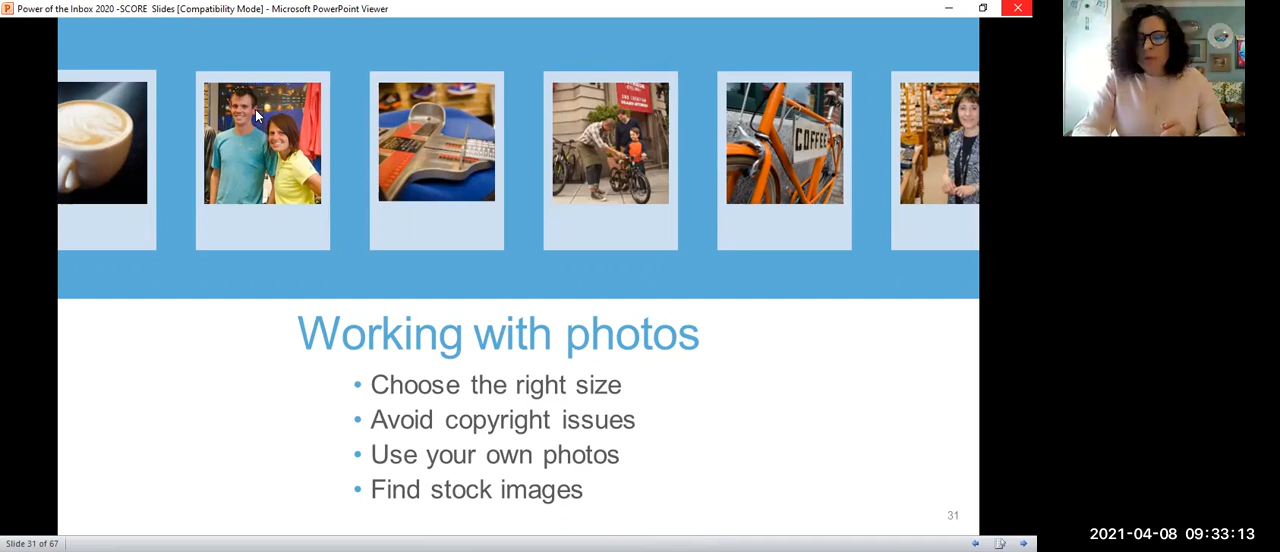 Power of the Inbox 2020 -SCORE Slides [Compatibility Mode] - Microsoft PowerPoint Viewer
COFFEE
Working with photos
• Choose the right size
• Avoid copyright issues
• Use your own photos
• Find stock images
31
Slide 31 of 67
2021-04-08 09:33:13